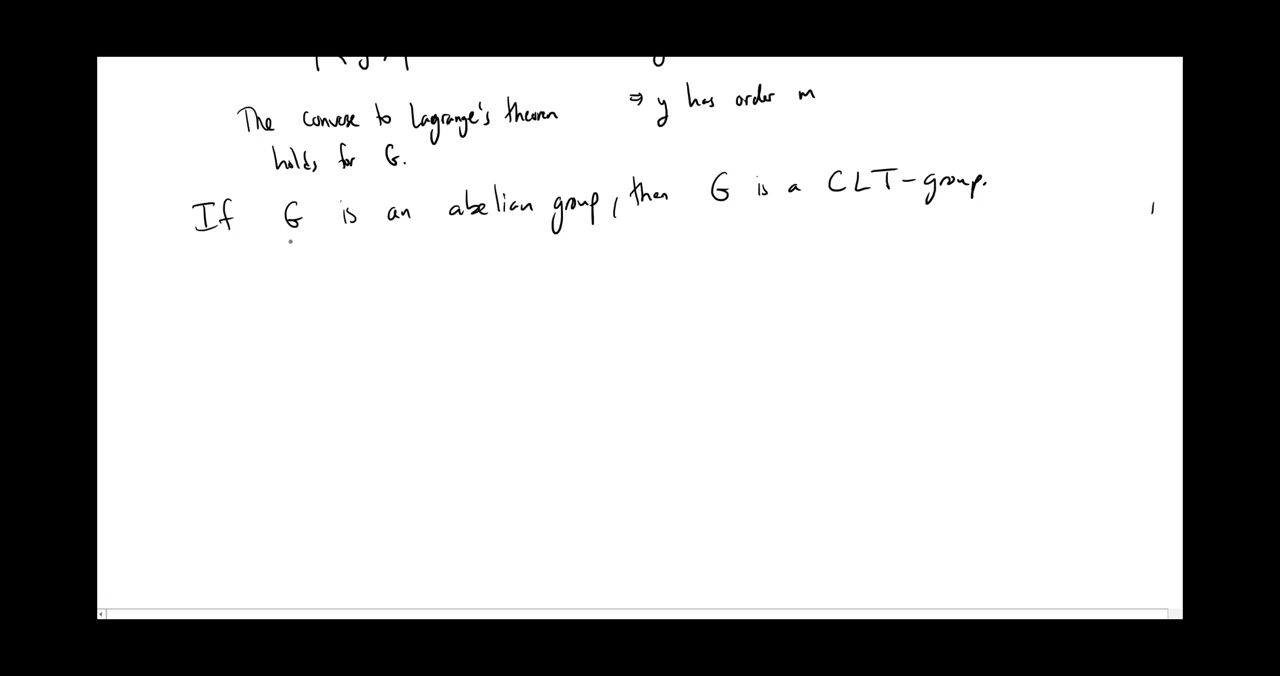 The converse to Lagrange's theorem
holds for G.
⇒ y has order m
If G is an abelian group, then G is a CLT-group.